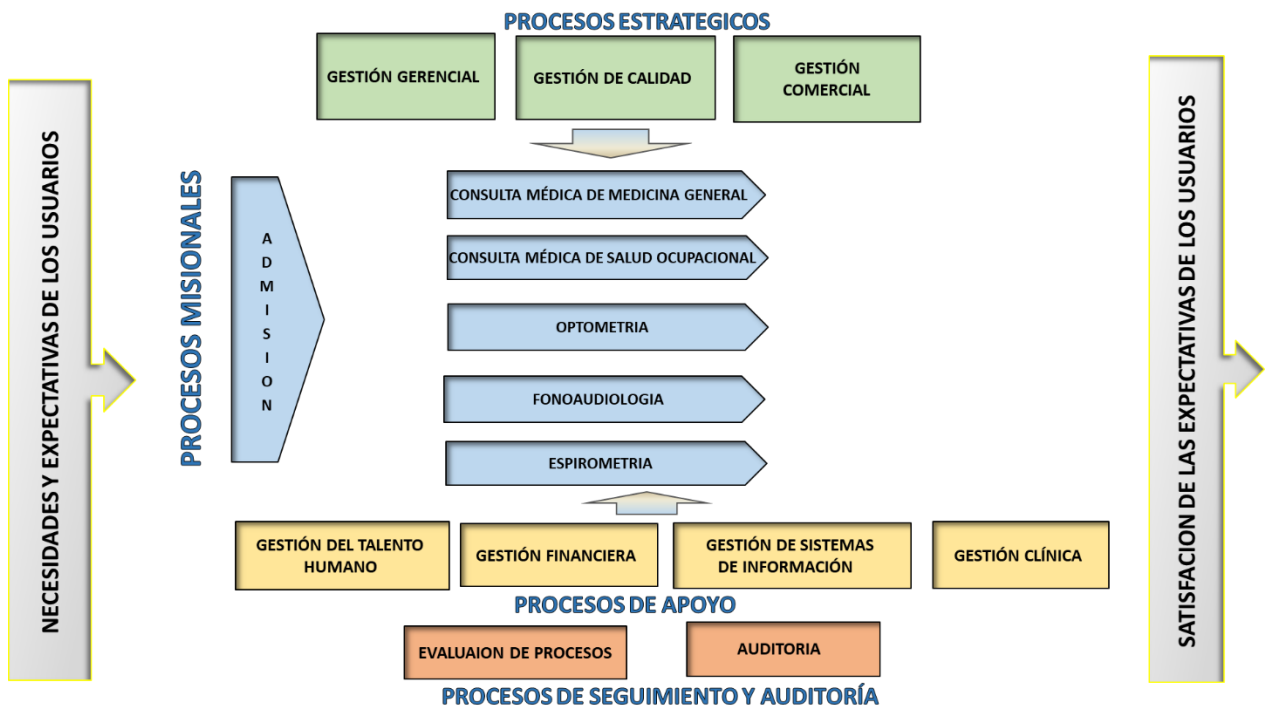 PROCESOS ESTRATEGICOS
GESTIÓN GERENCIAL
GESTIÓN DE CALIDAD
GESTIÓN
COMERCIAL
NECESIDADES Y EXPECTATIVAS DE LOS USUARIOS
PROCESOS MISIONALES
ADMISION
CONSULTA MÉDICA DE MEDICINA GENERAL
CONSULTA MÉDICA DE SALUD OCUPACIONAL
OPTOMETRIA
FONOAUDIOLOGIA
ESPIROMETRIA
SATISFACCION DE LAS EXPECTATIVAS DE LOS USUARIOS
GESTIÓN DEL TALENTO
HUMANO
GESTIÓN FINANCIERA
GESTIÓN DE SISTEMAS
DE INFORMACIÓN
GESTIÓN CLÍNICA
PROCESOS DE APOYO
EVALUAION DE PROCESOS
AUDITORIA
PROCESOS DE SEGUIMIENTO Y AUDITORÍA